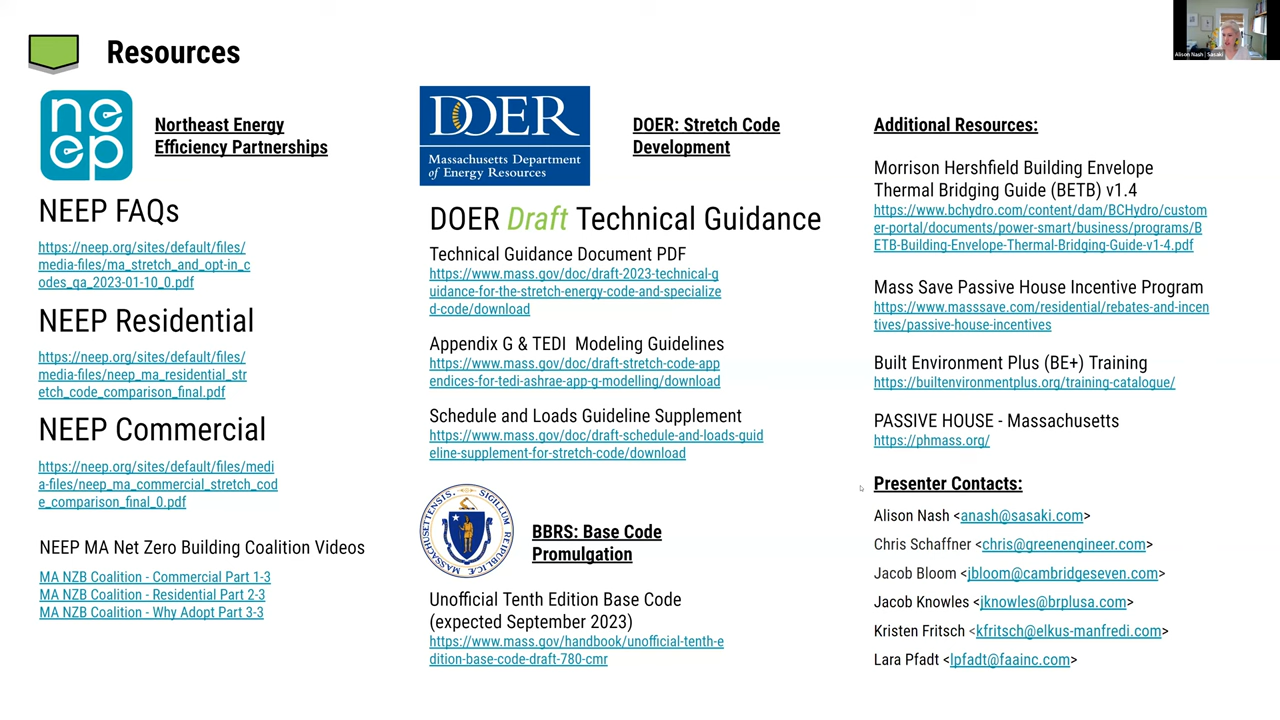 Resources
Alison Nash | Sasaki
ne
ep
Northeast Energy
Efficiency Partnerships
NEEP FAQs
https://neep.org/sites/default/files/
media-files/ma_stretch_and_opt-in_c
odes_qa_2023-01-10_0.pdf
NEEP Residential
https://neep.org/sites/default/files/
media-files/neep_ma_residential_str
etch_code_comparison_final.pdf
NEEP Commercial
https://neep.org/sites/default/files/medi
a-files/neep_ma_commercial_stretch_cod
e_comparison_final_0.pdf
NEEP MA Net Zero Building Coalition Videos
MA NZB Coalition - Commercial Part 1-3
MA NZB Coalition - Residential Part 2-3
MA NZB Coalition - Why Adopt Part 3-3
DOER
Massachusetts Department
of Energy Resources
DOER: Stretch Code
Development
DOER Draft Technical Guidance
Technical Guidance Document PDF
https://www.mass.gov/doc/draft-2023-technical-g
uidance-for-the-stretch-energy-code-and-specialize
d-code/download
Appendix G & TEDI Modeling Guidelines
https://www.mass.gov/doc/draft-stretch-code-app
endices-for-tedi-ashrae-app-g-modelling/download
Schedule and Loads Guideline Supplement
https://www.mass.gov/doc/draft-schedule-and-loads-guid
eline-supplement-for-stretch-code/download
BBRS: Base Code
Promulgation
Unofficial Tenth Edition Base Code
(expected September 2023)
https://www.mass.gov/handbook/unofficial-tenth-e
dition-base-code-draft-780-cmr
Additional Resources:
Morrison Hershfield Building Envelope
Thermal Bridging Guide (BETB) v1.4
https://www.bchydro.com/content/dam/BCHydro/custom
er-portal/documents/power-smart/business/programs/B
ETB-Building-Envelope-Thermal-Bridging-Guide-v1-4.pdf
Mass Save Passive House Incentive Program
https://www.masssave.com/residential/rebates-and-incen
tives/passive-house-incentives
Built Environment Plus (BE+) Training
https://builtenvironmentplus.org/training-catalogue/
PASSIVE HOUSE - Massachusetts
https://phmass.org/
Presenter Contacts:
Alison Nash <anash@sasaki.com>
Chris Schaffner <chris@greenengineer.com>
Jacob Bloom <jbloom@cambridgeseven.com>
Jacob Knowles <jknowles@brplusa.com>
Kristen Fritsch <kfritsch@elkus-manfredi.com>
Lara Pfadt <lpfadt@faainc.com>